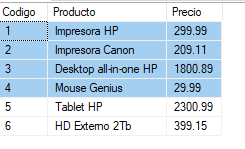 Codigo Producto Precio
1 Impresora HP 299.99
2 Impresora Canon 209.11
3 Desktop all-in-one HP 1800.89
4 Mouse Genius 29.99
5 Tablet HP 2300.99
6 HD Externo 2Tb 399.15